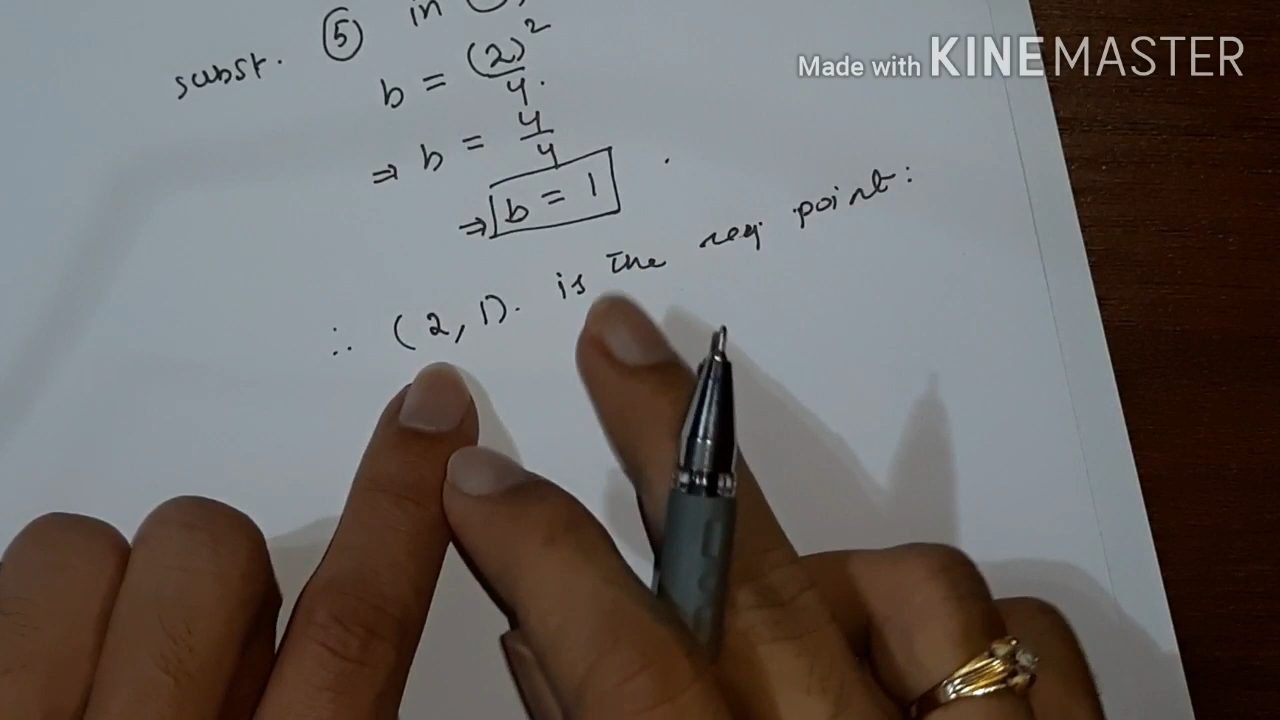 Made with KINEMASTER
subst. ⑤ in
b = (2)²/4.
⇒ b = 4/4
⇒ b = 1
∴ (2, 1). is the req point: